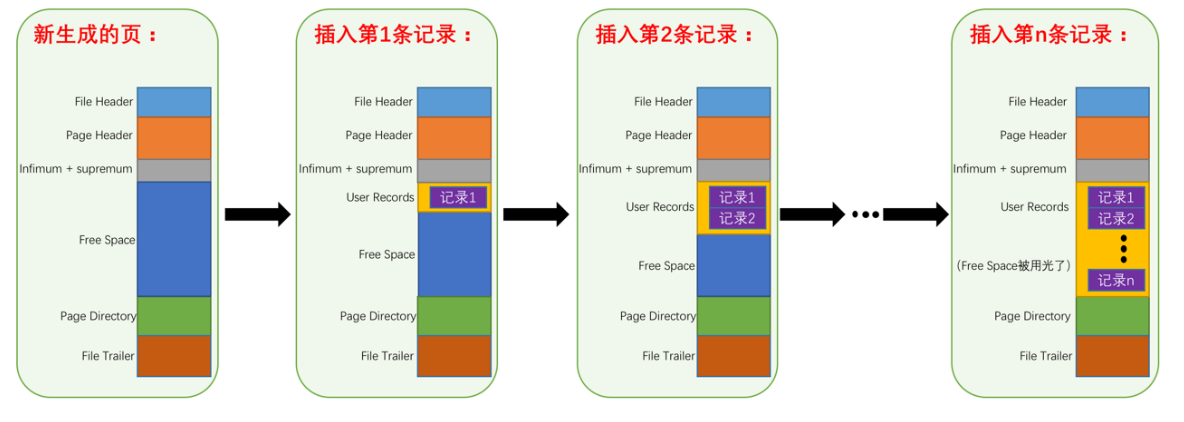 新生成的页：
File Header
Page Header
Infimum + supremum
Free Space
Page Directory
File Trailer
插入第1条记录：
File Header
Page Header
Infimum + supremum
User Records
记录1
Free Space
Page Directory
File Trailer
插入第2条记录：
File Header
Page Header
Infimum + supremum
User Records
记录1
记录2
Free Space
Page Directory
File Trailer
插入第n条记录：
File Header
Page Header
Infimum + supremum
User Records
记录1
记录2
(Free Space被用光了)
记录n
Page Directory
File Trailer